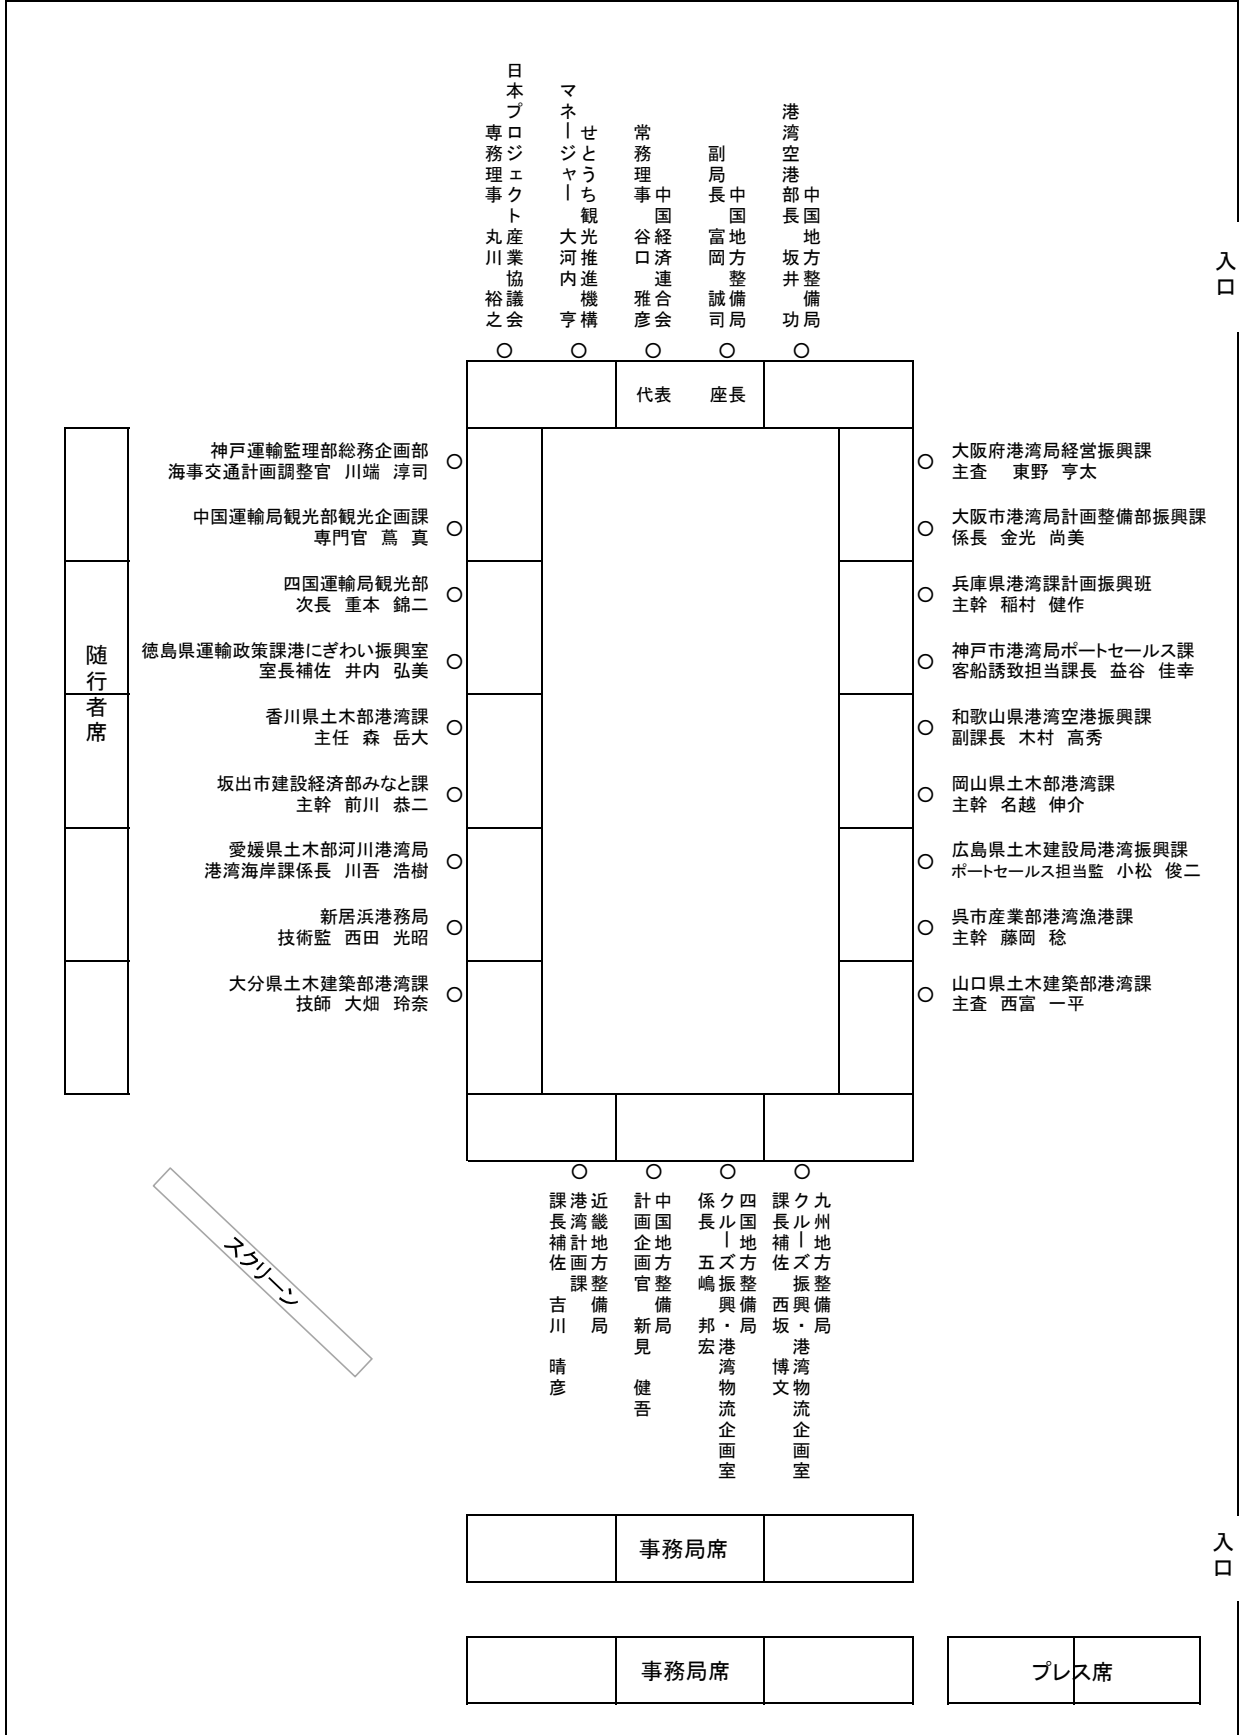 日本プロジェクト産業協議会
専務理事　丸川　裕之
せとうち観光推進機構
マネージャー　大河内　亨
中国経済連合会
常務理事　谷口　雅彦
中国地方整備局
副局長　富岡　誠司
中国地方整備局
港湾空港部長　坂井　功
入口
代表　座長
神戸運輸監理部総務企画部
海事交通計画調整官　川端　淳司
中国運輸局観光部観光企画課
専門官　蔦　真
四国運輸局観光部
次長　重本　錦二
徳島県運輸政策課港にぎわい振興室
室長補佐　井内　弘美
香川県土木部港湾課
主任　森　岳大
坂出市建設経済部みなと課
主幹　前川　恭二
愛媛県土木部河川港湾局
港湾海岸課係長　川吾　浩樹
新居浜港務局
技術監　西田　光昭
大分県土木建築部港湾課
技師　大畑　玲奈
随行者席
大阪府港湾局経営振興課
主査　東野　亨太
大阪市港湾局計画整備部振興課
係長　金光　尚美
兵庫県港湾課計画振興班
主幹　稲村　健作
神戸市港湾局ポートセールス課
客船誘致担当課長　益谷　佳幸
和歌山県港湾空港振興課
副課長　木村　高秀
岡山県土木部港湾課
主幹　名越　伸介
広島県土木建設局港湾振興課
ポートセールス担当監　小松　俊二
呉市産業部港湾漁港課
主幹　藤岡　稔
山口県土木建築部港湾課
主査　西富　一平
スクリーン
近畿地方整備局
港湾計画課
課長補佐　吉川　晴彦
中国地方整備局
計画企画官　新見　健吾
四国地方整備局
クルーズ振興・港湾物流企画室
係長　五嶋　邦宏
九州地方整備局
クルーズ振興・港湾物流企画室
課長補佐　西坂　博文
事務局席
入口
事務局席
プレス席